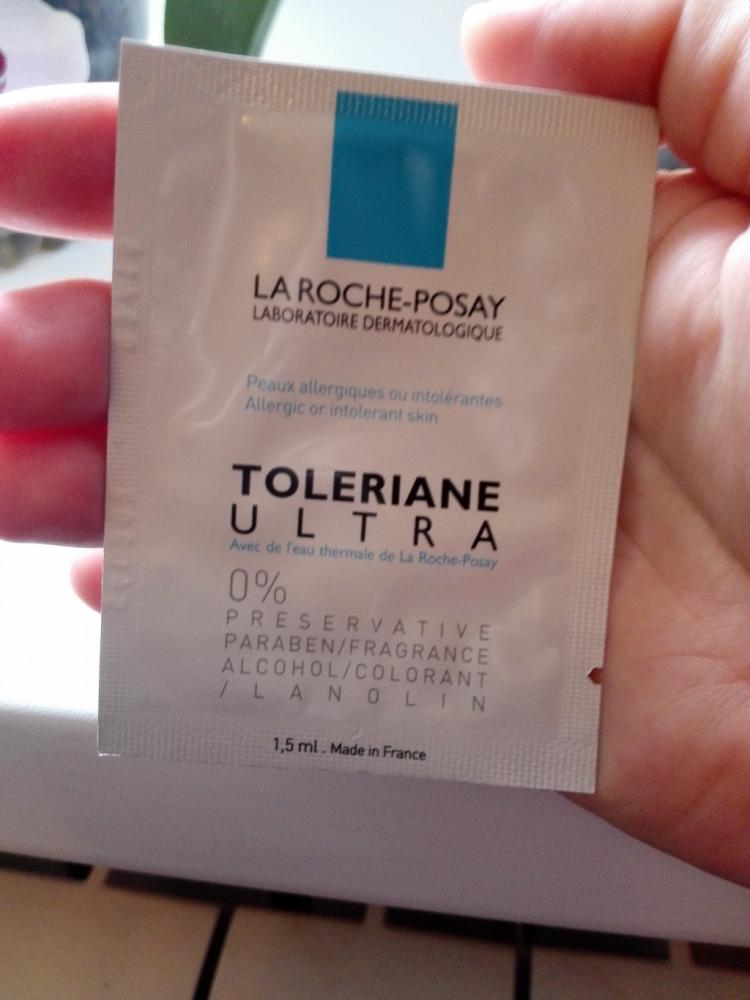 LA ROCHE-POSAY
LABORATOIRE DERMATOLOGIQUE
Peaux allergiques ou intolérantes
Allergic or intolerant skin
TOLERIANE
ULTRA
Avec de l'eau thermale de La Roche-Posay
0%
PRESERVATIVE
PARABEN/FRAGRANCE
ALCOHOL/COLORANT
/LANOLIN
1,5 ml . Made in France